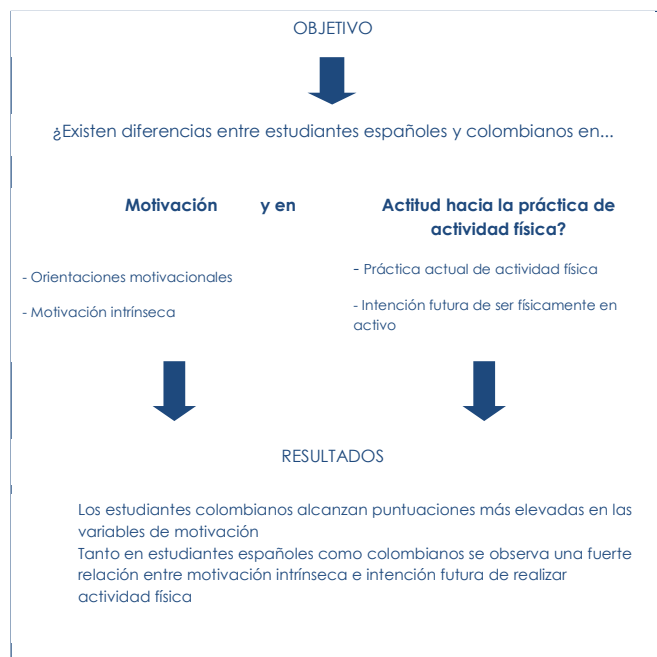 OBJETIVO
¿Existen diferencias entre estudiantes españoles y colombianos en...
Motivación y en
Actitud hacia la práctica de
actividad física?
- Orientaciones motivacionales
- Motivación intrínseca
- Práctica actual de actividad física
- Intención futura de ser físicamente en
activo
RESULTADOS
Los estudiantes colombianos alcanzan puntuaciones más elevadas en las
variables de motivación
Tanto en estudiantes españoles como colombianos se observa una fuerte
relación entre motivación intrínseca e intención futura de realizar
actividad física